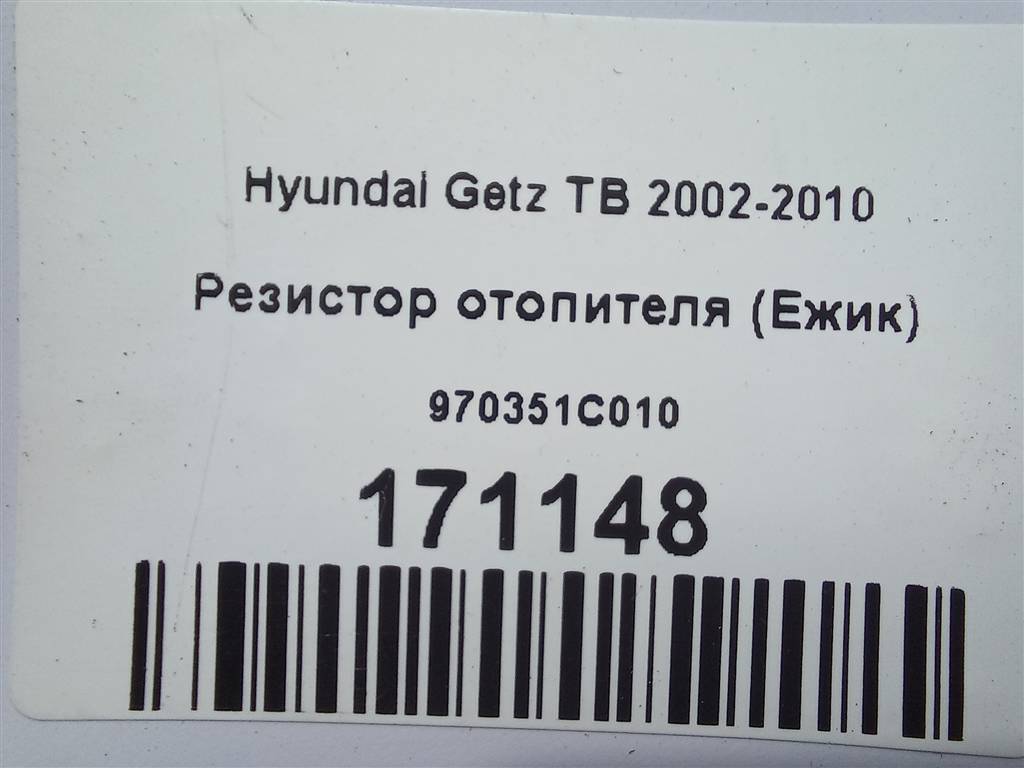 Hyundai Getz TB 2002-2010
Резистор отопителя (Ежик)
970351C010
171148